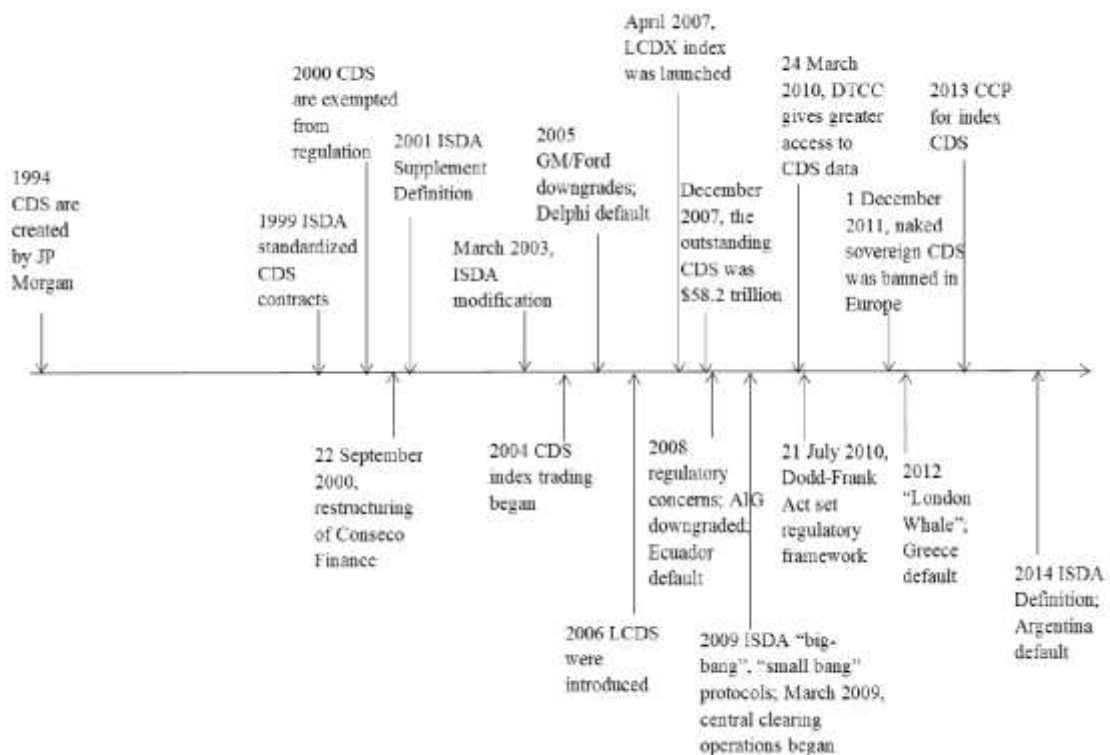 1994
CDS are
created
by JP
Morgan
1999 ISDA
standardized
CDS
contracts
2000 CDS
are exempted
from
regulation
22 September
2000,
restructuring
of Conseco
Finance
2001 ISDA
Supplement
Definition
March 2003,
ISDA
modification
2004 CDS
index trading
began
2005
GM/Ford
downgrades;
Delphi default
2006 LCDS
were
introduced
April 2007,
LCDX index
was launched
December
2007, the
outstanding
CDS was
$58.2 trillion
2008
regulatory
concerns; AIG
downgraded;
Ecuador
default
2009 ISDA “big-
bang”, “small bang”
protocols; March 2009,
central clearing
operations began
24 March
2010, DTCC
gives greater
access to
CDS data
21 July 2010,
Dodd-Frank
Act set
regulatory
framework
1 December
2011, naked
sovereign CDS
was banned in
Europe
2012
“London
Whale”;
Greece
default
2013 CCP
for index
CDS
2014 ISDA
Definition;
Argentina
default